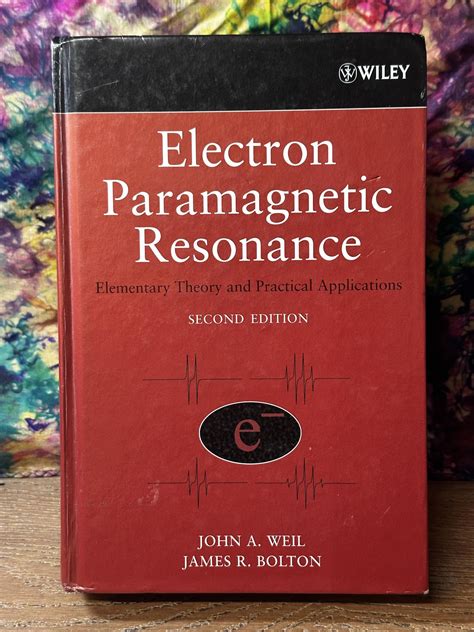 WILEY
Electron
Paramagnetic
Resonance
Elementary Theory and Practical Applications
SECOND EDITION
e−
JOHN A. WEIL
JAMES R. BOLTON